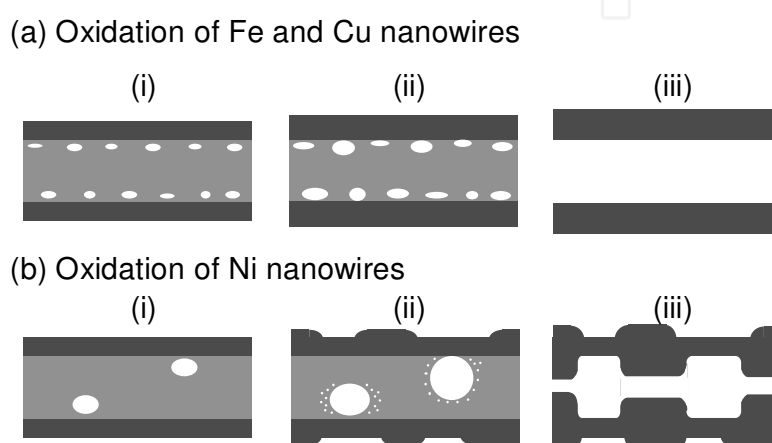 (a) Oxidation of Fe and Cu nanowires
(i) (ii) (iii)
(b) Oxidation of Ni nanowires
(i) (ii) (iii)